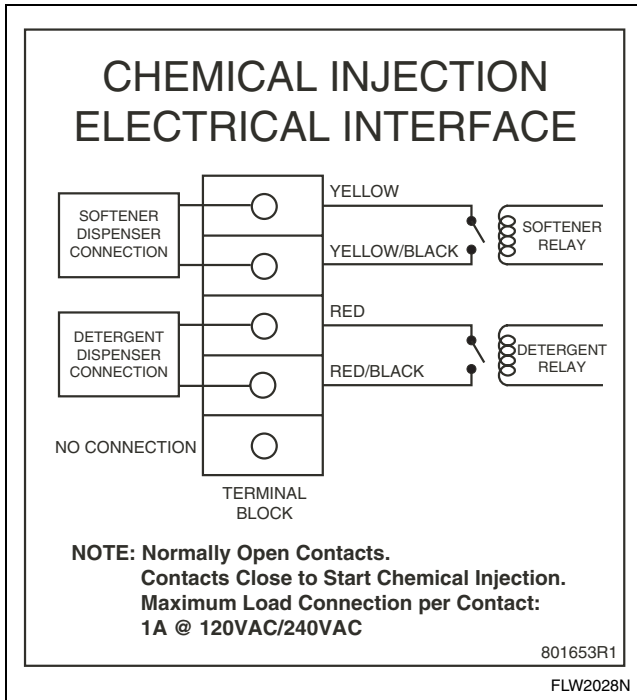 CHEMICAL INJECTION
ELECTRICAL INTERFACE
SOFTENER
DISPENSER
CONNECTION
YELLOW
YELLOW/BLACK
SOFTENER
RELAY
DETERGENT
DISPENSER
CONNECTION
RED
RED/BLACK
DETERGENT
RELAY
NO CONNECTION
TERMINAL
BLOCK
NOTE: Normally Open Contacts.
Contacts Close to Start Chemical Injection.
Maximum Load Connection per Contact:
1A @ 120VAC/240VAC
801653R1
FLW2028N